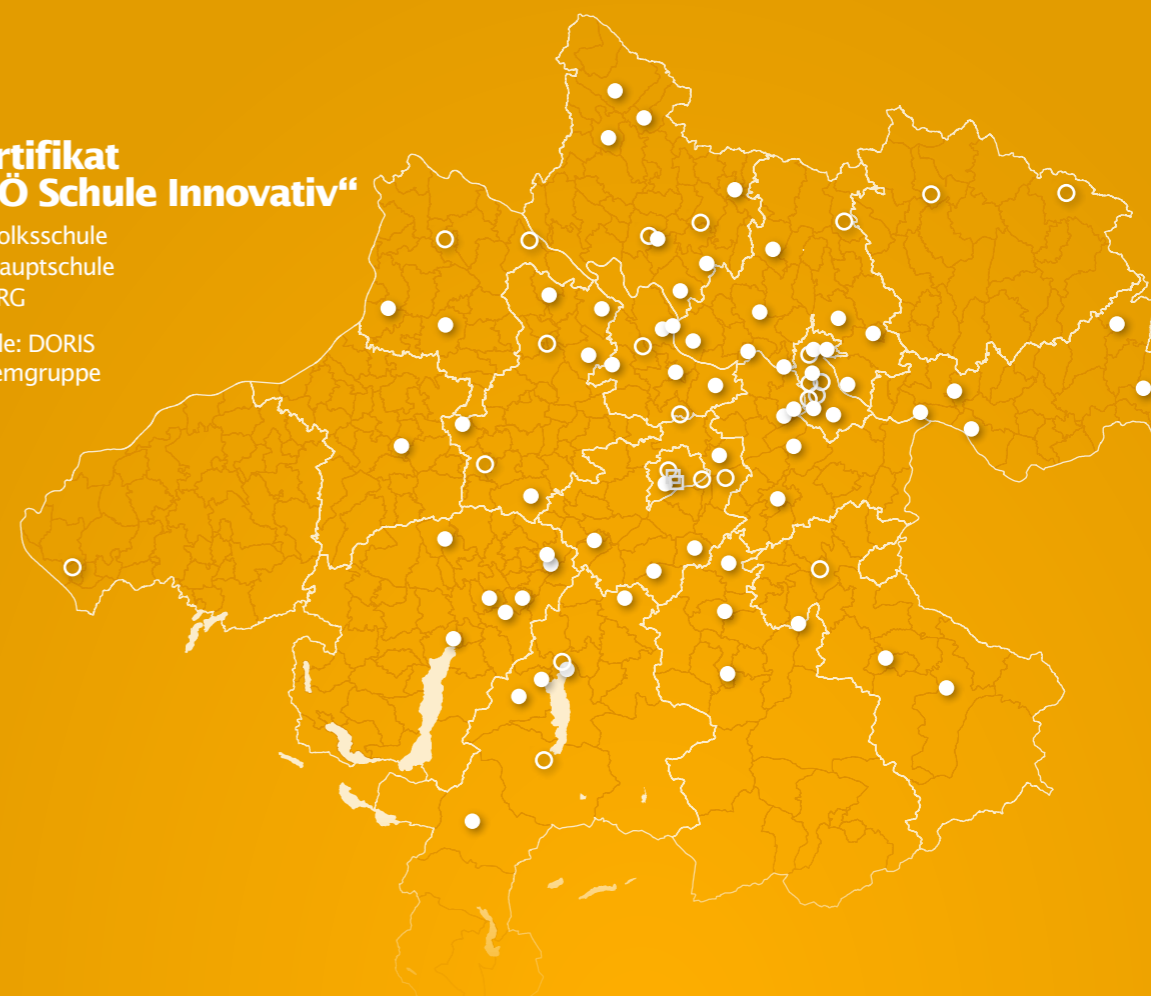 rtifikat
Ö Schule Innovativ“
olksschule
auptschule
RG
le: DORIS
emgruppe